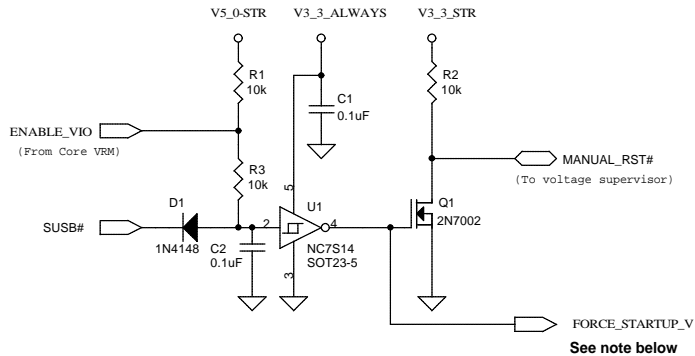 V5_0-STR
V3_3_ALWAYS
V3_3_STR
R1
10k
R2
10k
C1
0.1uF
ENABLE_VIO
(From Core VRM)
MANUAL_RST#
(To voltage supervisor)
R3
10k
5
D1
U1
Q1
SUSB#
2
4
2N7002
1N4148
C2
0.1uF
NC7S14
SOT23-5
3
FORCE_STARTUP_V
See note below